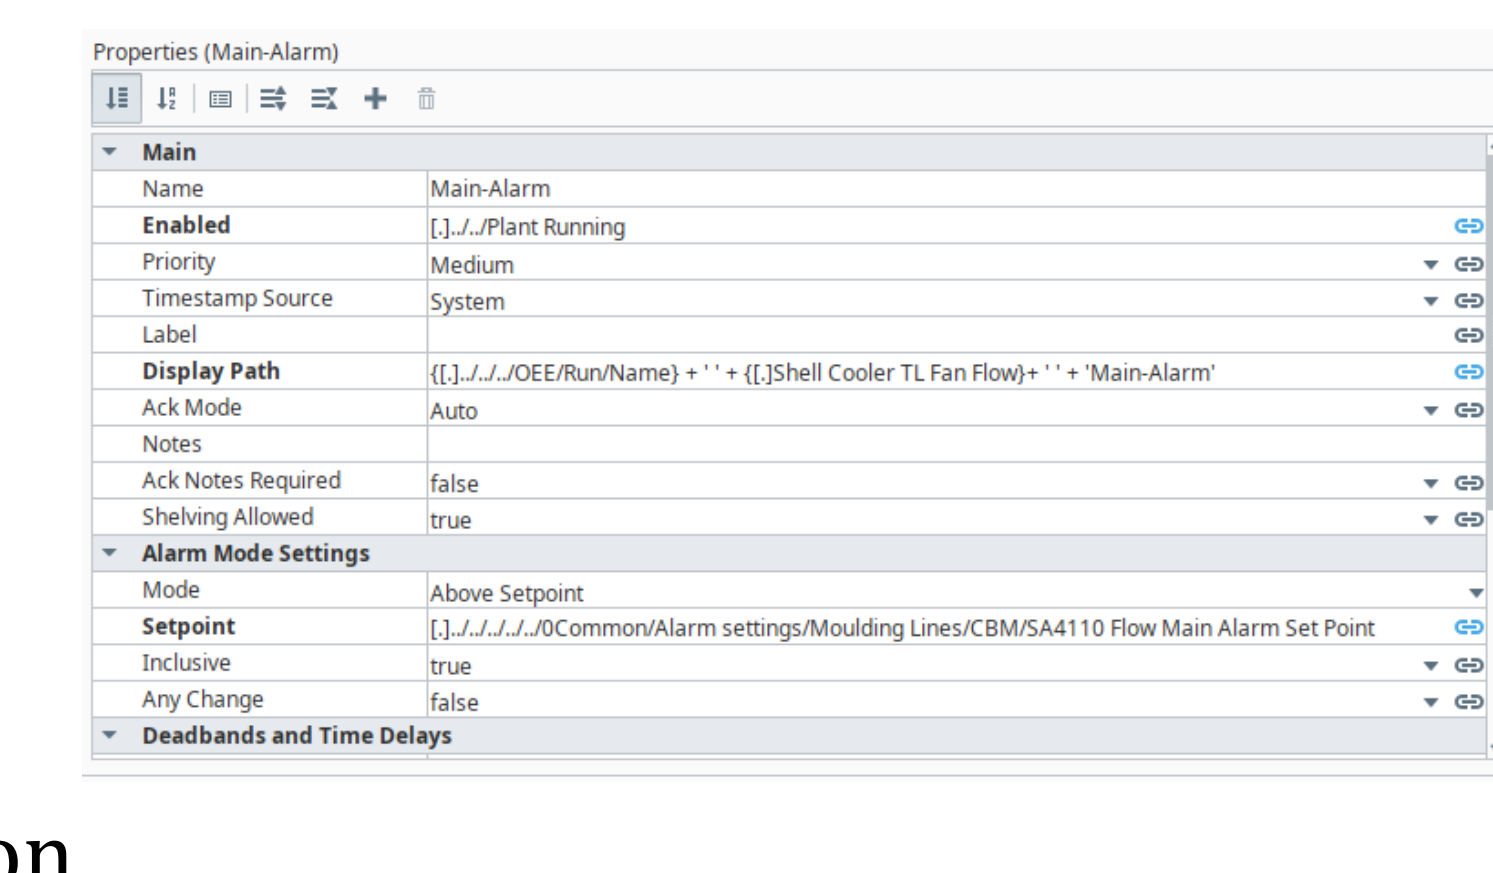 Properties (Main-Alarm)
Main
Name Main-Alarm
Enabled [.]../../Plant Running
Priority Medium
Timestamp Source System
Label
Display Path {[.]../../../OEE/Run/Name} + ' ' + {[.]Shell Cooler TL Fan Flow}+ ' ' + 'Main-Alarm'
Ack Mode Auto
Notes
Ack Notes Required false
Shelving Allowed true
Alarm Mode Settings
Mode Above Setpoint
Setpoint [.]../../../../../0Common/Alarm settings/Moulding Lines/CBM/SA4110 Flow Main Alarm Set Point
Inclusive true
Any Change false
Deadbands and Time Delays
on